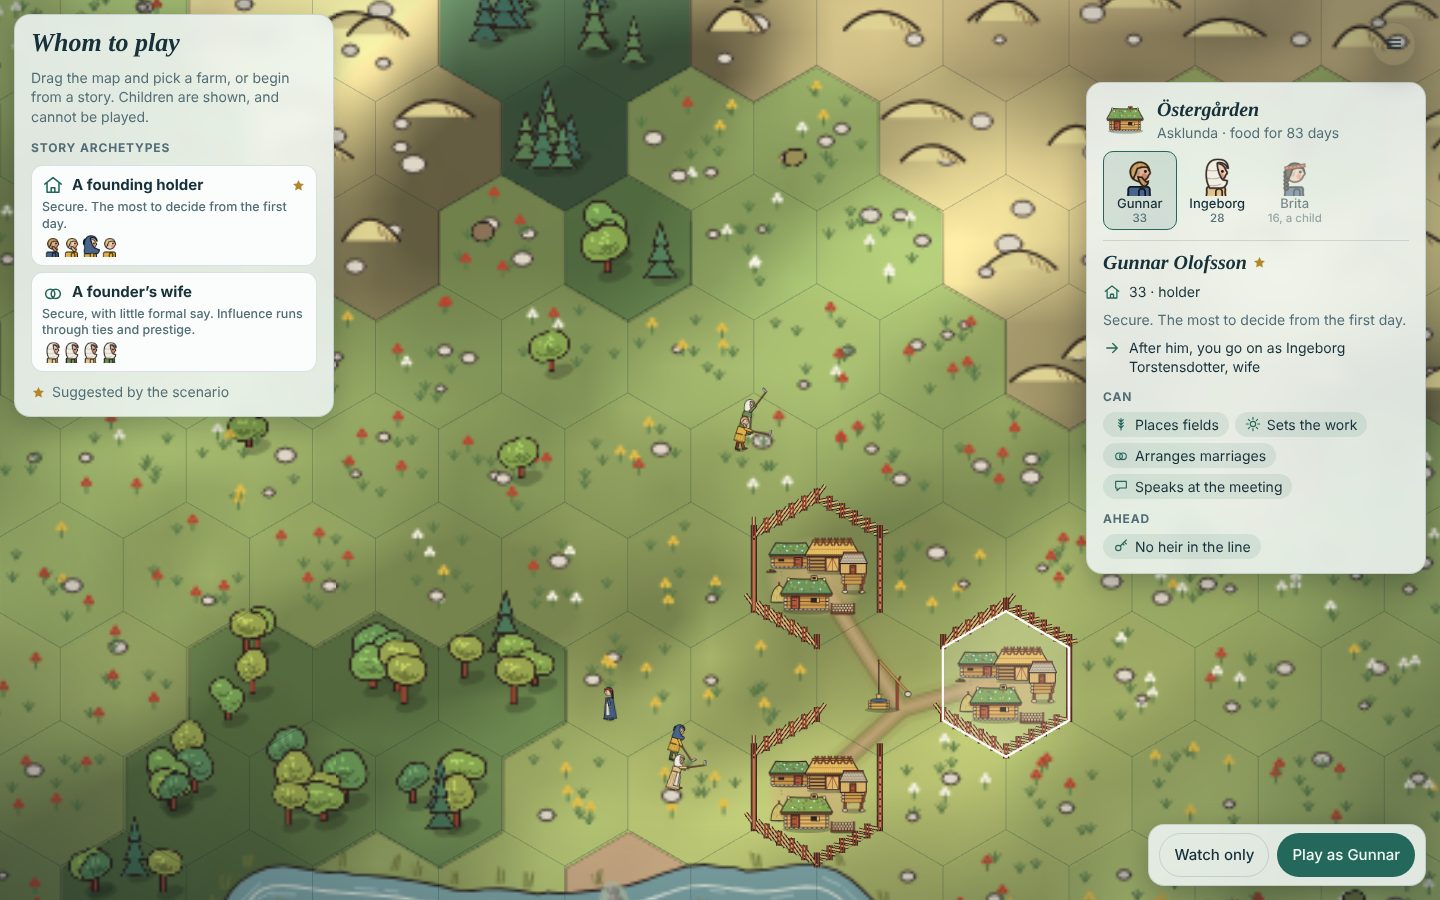 Whom to play
Drag the map and pick a farm, or begin
from a story. Children are shown, and
cannot be played.
STORY ARCHETYPES
A founding holder
Secure. The most to decide from the first
day.
A founder's wife
Secure, with little formal say. Influence runs
through ties and prestige.
Suggested by the scenario
Östergården
Asklunda · food for 83 days
Gunnar
33
Ingeborg
28
Brita
16, a child
Gunnar Olofsson
33 · holder
Secure. The most to decide from the first day.
After him, you go on as Ingeborg
Torstensdotter, wife
CAN
Places fields
Sets the work
Arranges marriages
Speaks at the meeting
AHEAD
No heir in the line
Watch only
Play as Gunnar